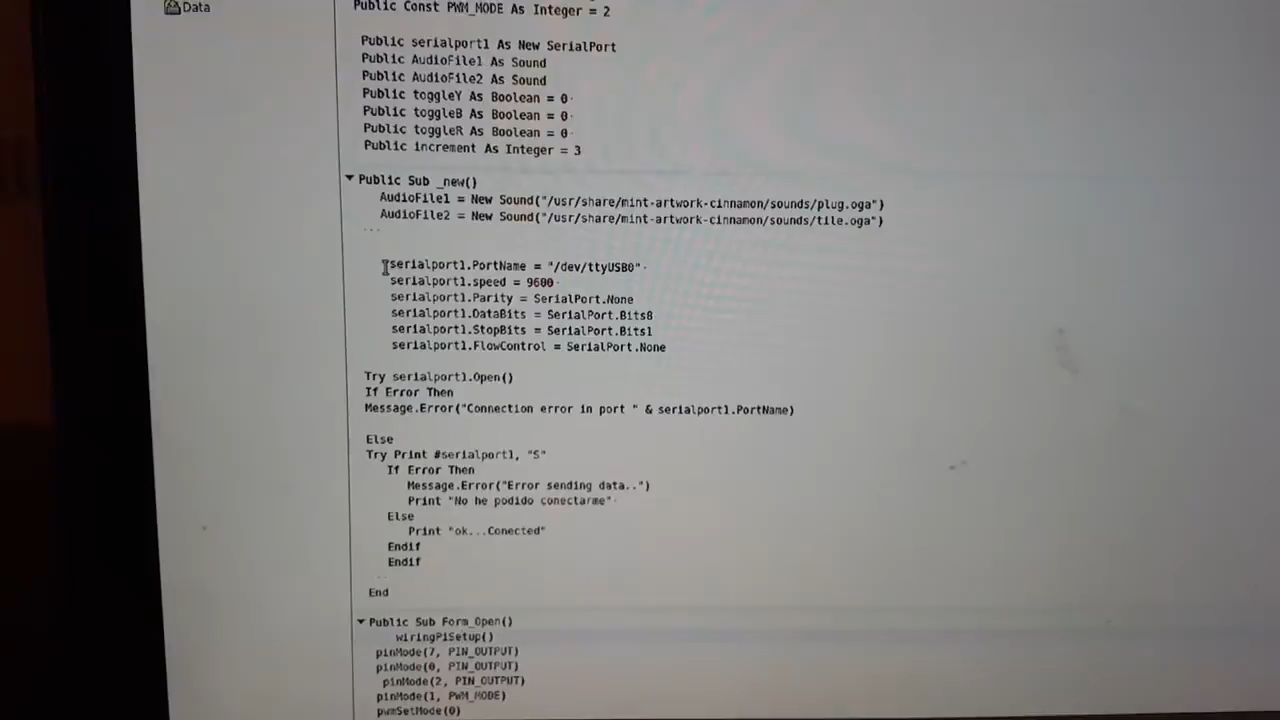 Data
Public Const PWM_MODE As Integer = 2
Public serialport1 As New SerialPort
Public AudioFile1 As Sound
Public AudioFile2 As Sound
Public toggleY As Boolean = 0
Public toggleB As Boolean = 0
Public toggleR As Boolean = 0
Public increment As Integer = 3
Public Sub _new()
AudioFile1 = New Sound("/usr/share/mint-artwork-cinnamon/sounds/plug.oga")
AudioFile2 = New Sound("/usr/share/mint-artwork-cinnamon/sounds/tile.oga")
serialport1.PortName = "/dev/ttyUSB0"
serialport1.speed = 9600
serialport1.Parity = SerialPort.None
serialport1.DataBits = SerialPort.Bits8
serialport1.StopBits = SerialPort.Bits1
serialport1.FlowControl = SerialPort.None
Try serialport1.Open()
If Error Then
Message.Error("Connection error in port " & serialport1.PortName)
Else
Try Print #serialport1, "S"
If Error Then
Message.Error("Error sending data..")
Print "No he podido conectarme"
Else
Print "ok...Conected"
Endif
Endif
End
Public Sub Form_Open()
wiringPiSetup()
pinMode(7, PIN_OUTPUT)
pinMode(0, PIN_OUTPUT)
pinMode(2, PIN_OUTPUT)
pinMode(1, PWM_MODE)
pwmSetMode(0)